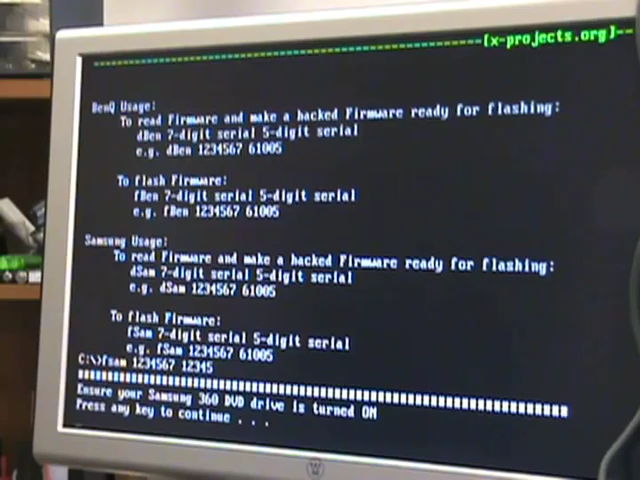 [x-projects.org]
BenQ Usage:
To read Firmware and make a hacked Firmware ready for flashing:
dBen 7-digit serial 5-digit serial
e.g. dBen 1234567 61005
To flash Firmware:
fBen 7-digit serial 5-digit serial
e.g. fBen 1234567 61005
Samsung Usage:
To read Firmware and make a hacked Firmware ready for flashing:
dSam 7-digit serial 5-digit serial
e.g. dSam 1234567 61005
To flash Firmware:
fSam 7-digit serial 5-digit serial
e.g. fSam 1234567 61005
C:\>fsam 1234567 12345
Ensure your Samsung 360 DVD drive is turned ON
Press any key to continue . . .